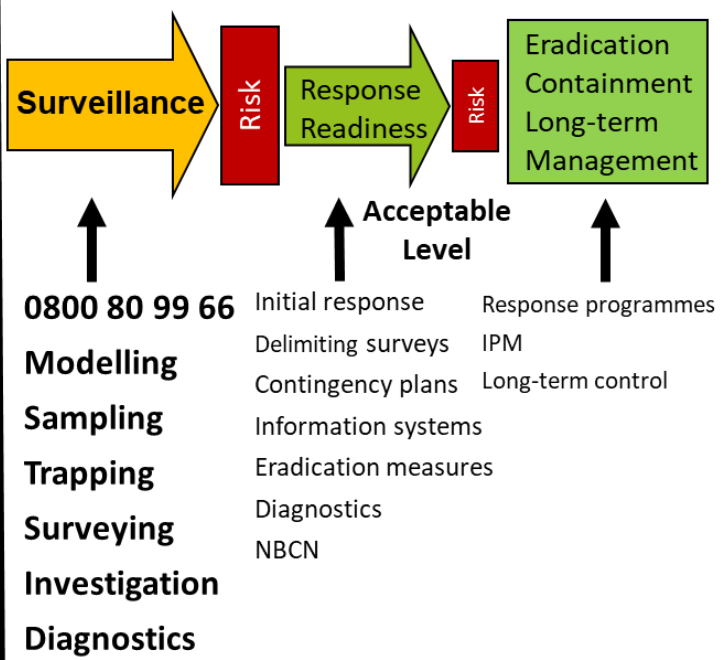 Surveillance
Risk
Response
Readiness
Risk
Eradication
Containment
Long-term
Management
Acceptable
Level
0800 80 99 66
Modelling
Sampling
Trapping
Surveying
Investigation
Diagnostics
Initial response
Delimiting surveys
Contingency plans
Information systems
Eradication measures
Diagnostics
NBCN
Response programmes
IPM
Long-term control